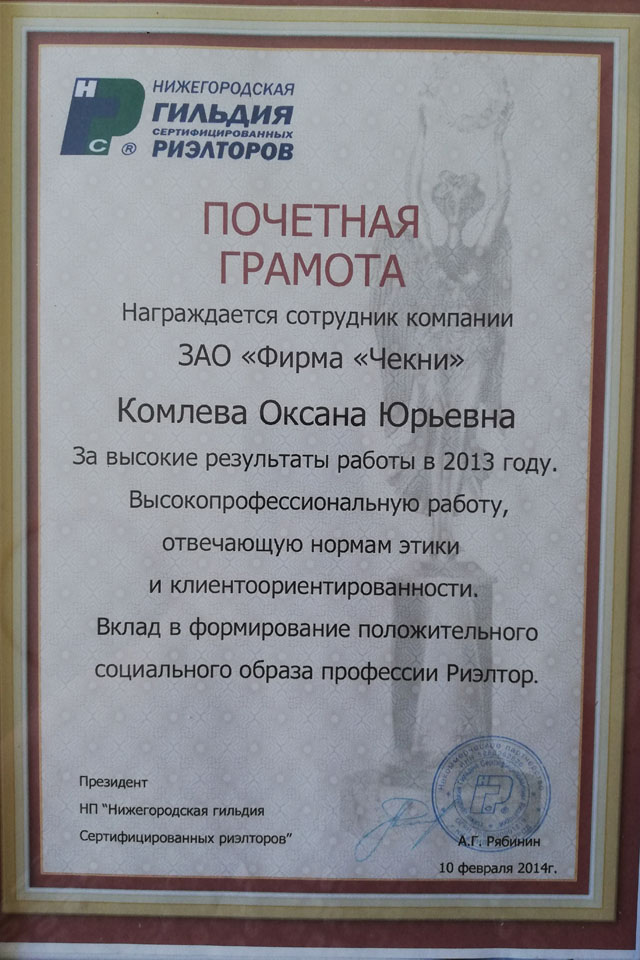 НИЖЕГОРОДСКАЯ
ГИЛЬДИЯ
СЕРТИФИЦИРОВАННЫХ
РИЭЛТОРОВ
НР
С ®
ПОЧЕТНАЯ
ГРАМОТА
Награждается сотрудник компании
ЗАО «Фирма «Чекни»
Комлева Оксана Юрьевна
За высокие результаты работы в 2013 году.
Высокопрофессиональную работу,
отвечающую нормам этики
и клиентоориентированности.
Вклад в формирование положительного
социального образа профессии Риэлтор.
Президент
НП "Нижегородская гильдия
Сертифицированных риэлторов"
А.Г. Рябинин
10 февраля 2014г.